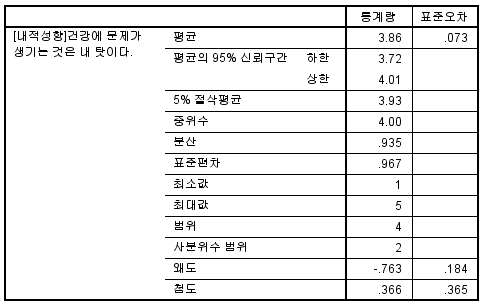 통계량 표준오차
[내적성향]건강에 문제가 평균 3.86 .073
생기는 것은 내 탓이다. 평균의 95% 신뢰구간 하한 3.72
상한 4.01
5% 절삭평균 3.93
중위수 4.00
분산 .935
표준편차 .967
최소값 1
최대값 5
범위 4
사분위수 범위 2
왜도 -.763 .184
첨도 .366 .365